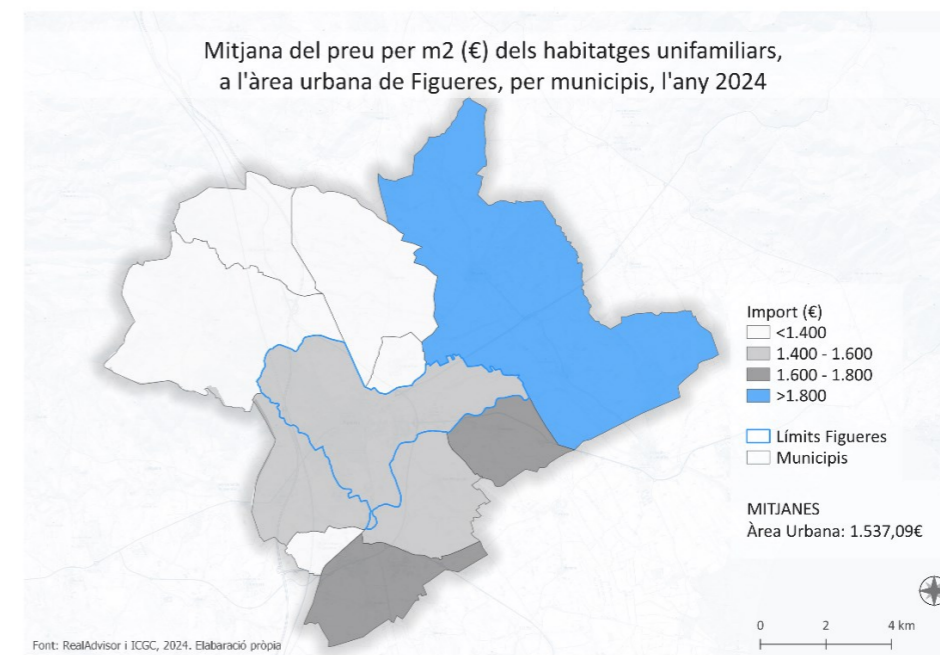 Mitjana del preu per m2 (€) dels habitatges unifamiliars,
a l'àrea urbana de Figueres, per municipis, l'any 2024
Import (€)
<1.400
1.400 - 1.600
1.600 - 1.800
>1.800
Límits Figueres
Municipis
MITJANES
Àrea Urbana: 1.537,09€
0 2 4 km
Font: RealAdvisor i ICGC, 2024. Elabaració pròpia